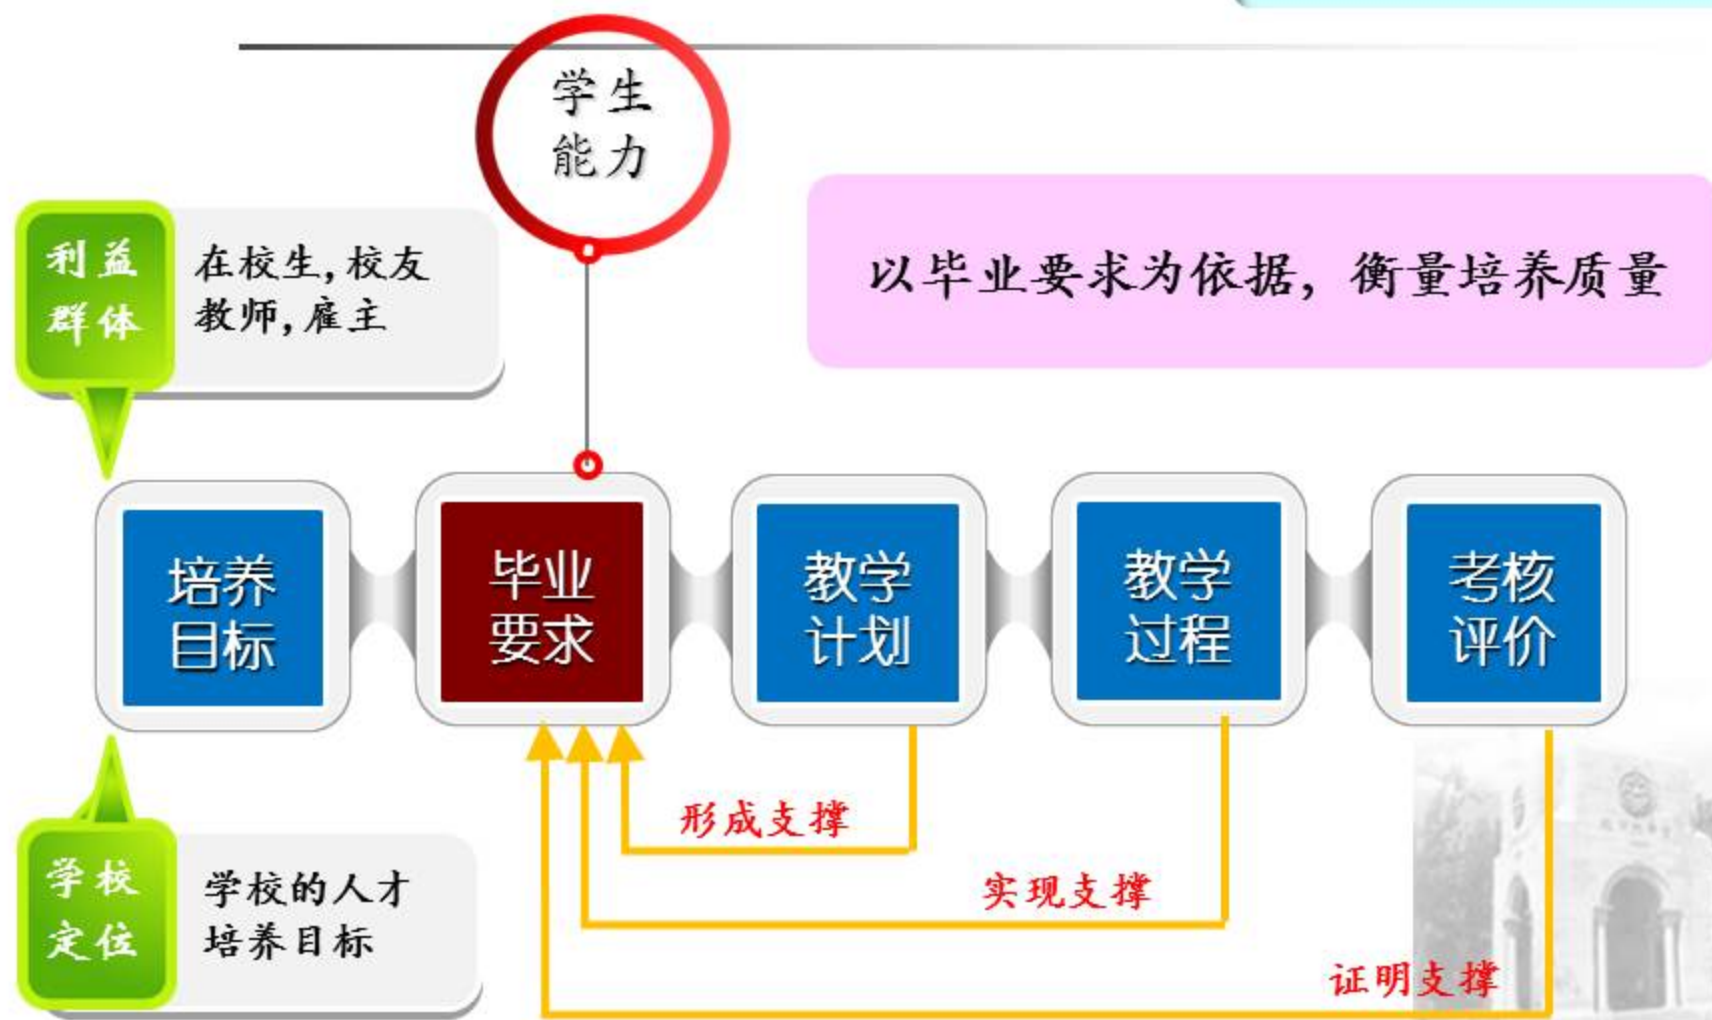 学生
能力
利益
群体
在校生,校友
教师,雇主
以毕业要求为依据，衡量培养质量
培养
目标
毕业
要求
教学
计划
教学
过程
考核
评价
形成支撑
实现支撑
证明支撑
学校
定位
学校的人才
培养目标